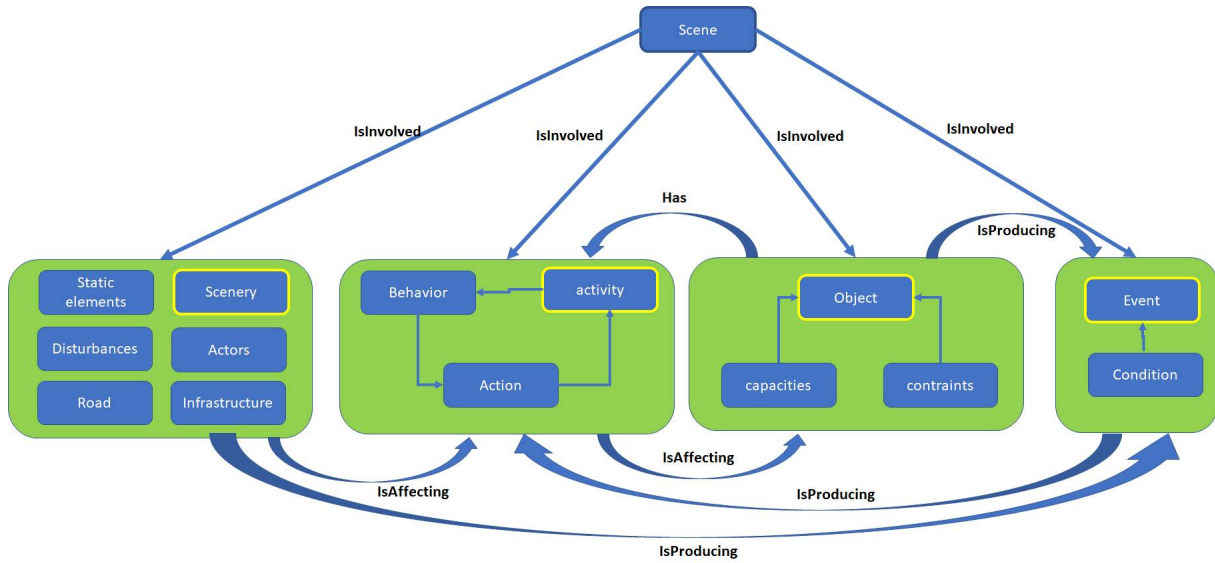 Scene
IsInvolved
IsInvolved
IsInvolved
IsInvolved
Has
IsProducing
Static
elements
Scenery
Disturbances
Actors
Road
Infrastructure
Behavior
activity
Action
Object
capacities
contraints
Event
Condition
IsAffecting
IsAffecting
IsProducing
IsProducing